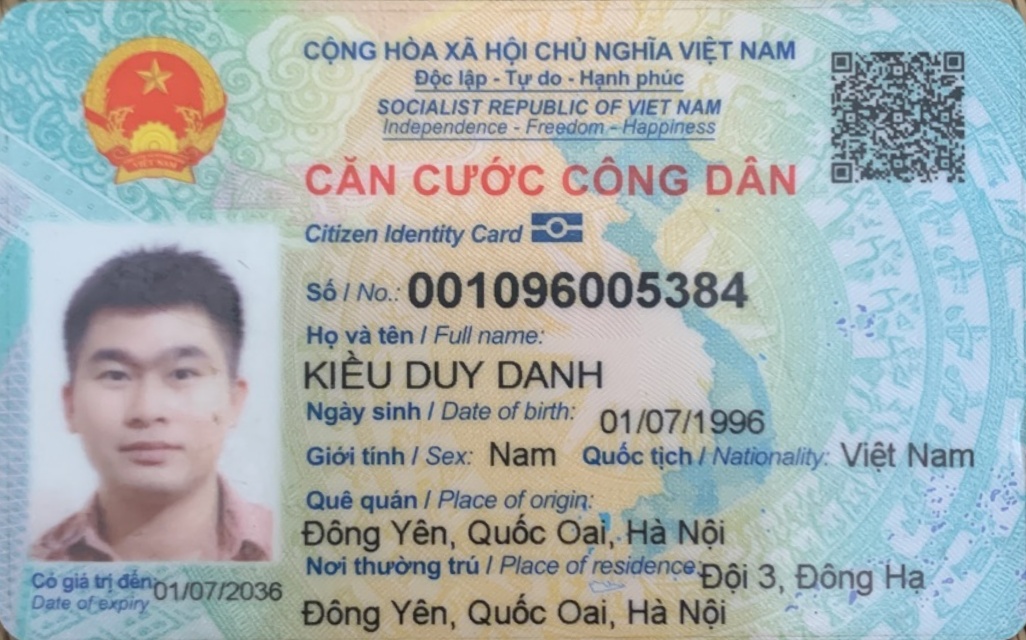 CỘNG HÒA XÃ HỘI CHỦ NGHĨA VIỆT NAM
Độc lập - Tự do - Hạnh phúc
SOCIALIST REPUBLIC OF VIET NAM
Independence - Freedom - Happiness
CĂN CƯỚC CÔNG DÂN
Citizen Identity Card
Số / No.: 001096005384
Họ và tên / Full name:
KIỀU DUY DANH
Ngày sinh / Date of birth: 01/07/1996
Giới tính / Sex: Nam Quốc tịch / Nationality: Việt Nam
Quê quán / Place of origin:
Đông Yên, Quốc Oai, Hà Nội
Nơi thường trú / Place of residence: Đội 3, Đông Hạ
Đông Yên, Quốc Oai, Hà Nội
Có giá trị đến: 01/07/2036
Date of expiry
VIỆT NAM